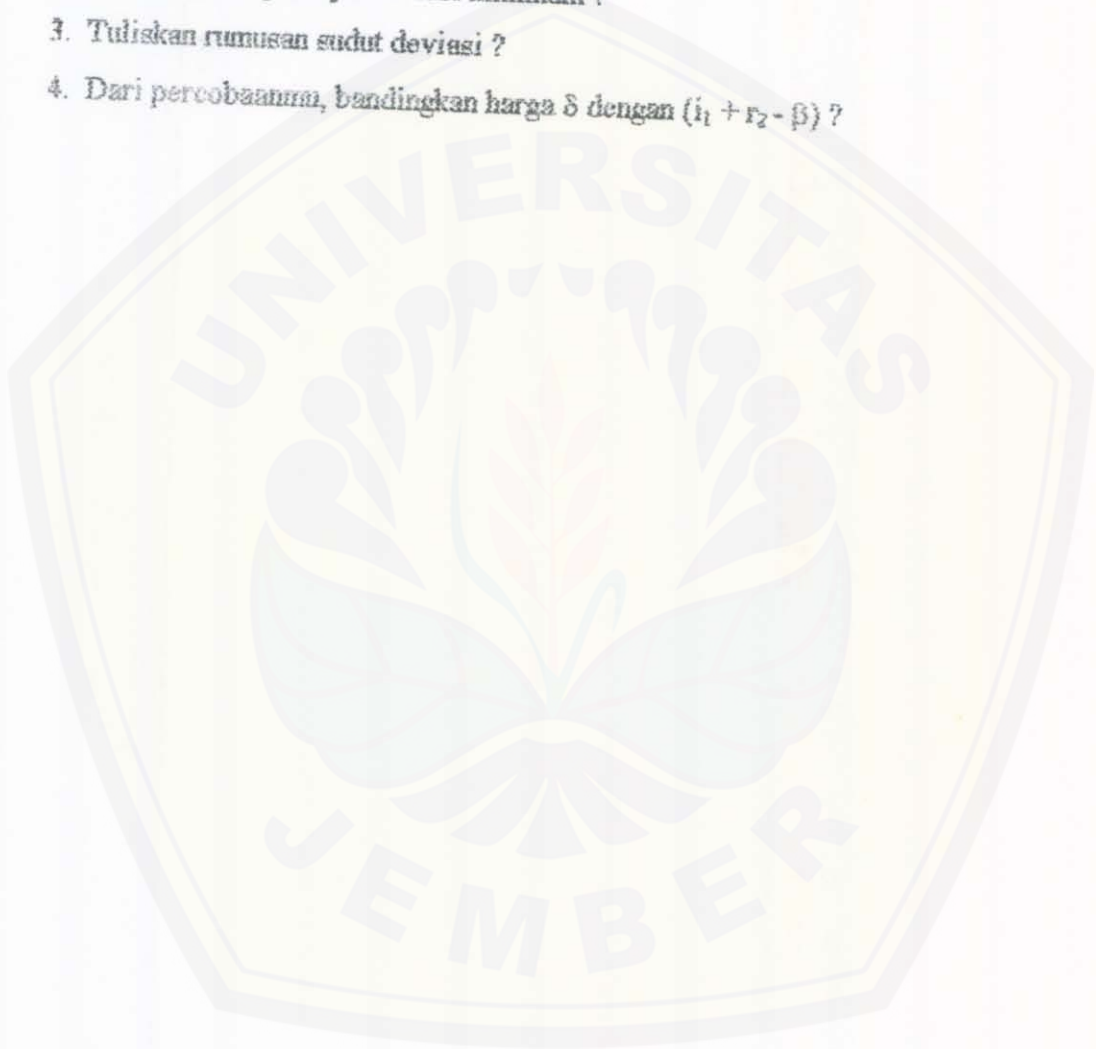 3. Tuliskan rumusan sudut deviasi ?
4. Dari percobaanmu, bandingkan harga δ dengan (i₁ + r₂ - β) ?
UNIVERSITAS
JEMBER